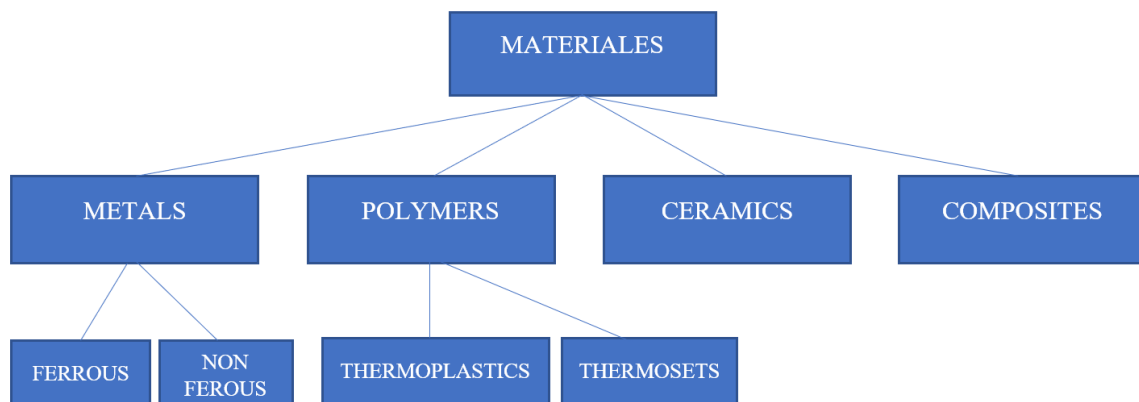 MATERIALES
METALS
POLYMERS
CERAMICS
COMPOSITES
FERROUS
NON
FEROUS
THERMOPLASTICS
THERMOSETS